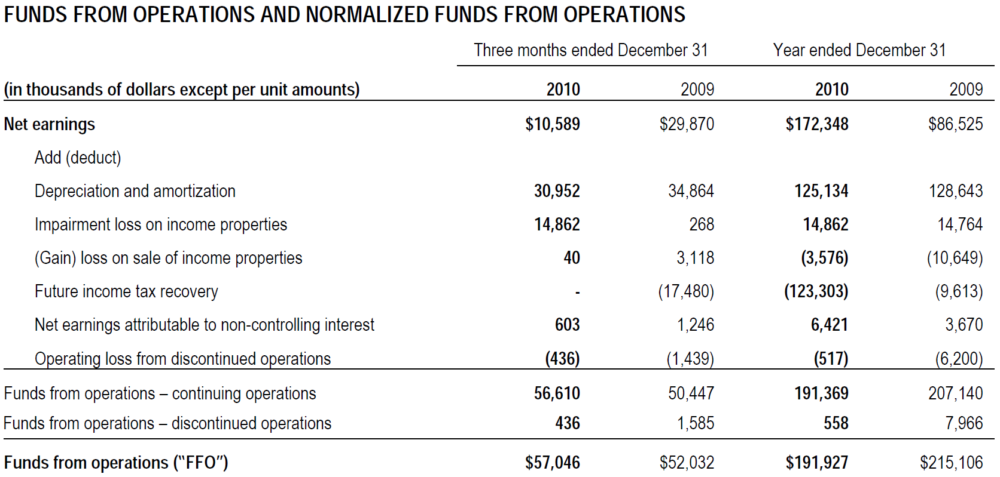 FUNDS FROM OPERATIONS AND NORMALIZED FUNDS FROM OPERATIONS
Three months ended December 31 Year ended December 31
(in thousands of dollars except per unit amounts) 2010 2009 2010 2009
Net earnings $10,589 $29,870 $172,348 $86,525
Add (deduct)
Depreciation and amortization 30,952 34,864 125,134 128,643
Impairment loss on income properties 14,862 268 14,862 14,764
(Gain) loss on sale of income properties 40 3,118 (3,576) (10,649)
Future income tax recovery - (17,480) (123,303) (9,613)
Net earnings attributable to non-controlling interest 603 1,246 6,421 3,670
Operating loss from discontinued operations (436) (1,439) (517) (6,200)
Funds from operations – continuing operations 56,610 50,447 191,369 207,140
Funds from operations – discontinued operations 436 1,585 558 7,966
Funds from operations (“FFO”) $57,046 $52,032 $191,927 $215,106